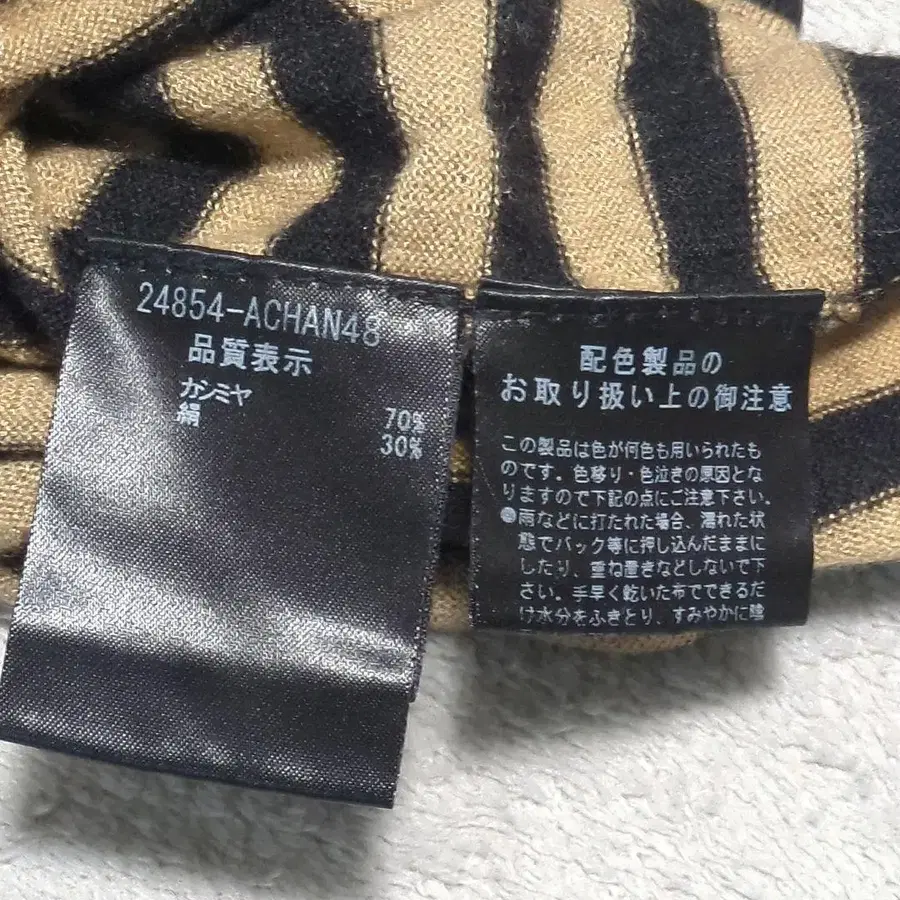 24854-ACHAN48
品質表示
カシミヤ 70%
絹 30%
配色製品の
お取り扱い上の御注意
この製品は色が何色も用いられたも
のです。色移り・色泣きの原因とな
りますので下記の点にご注意下さい。
●雨などに打たれた場合、濡れた状
態でバック等に押し込んだままに
したり、重ね置きなどしないで下
さい。手早く乾いた布でできるだ
け水分をふきとり、すみやかに陰